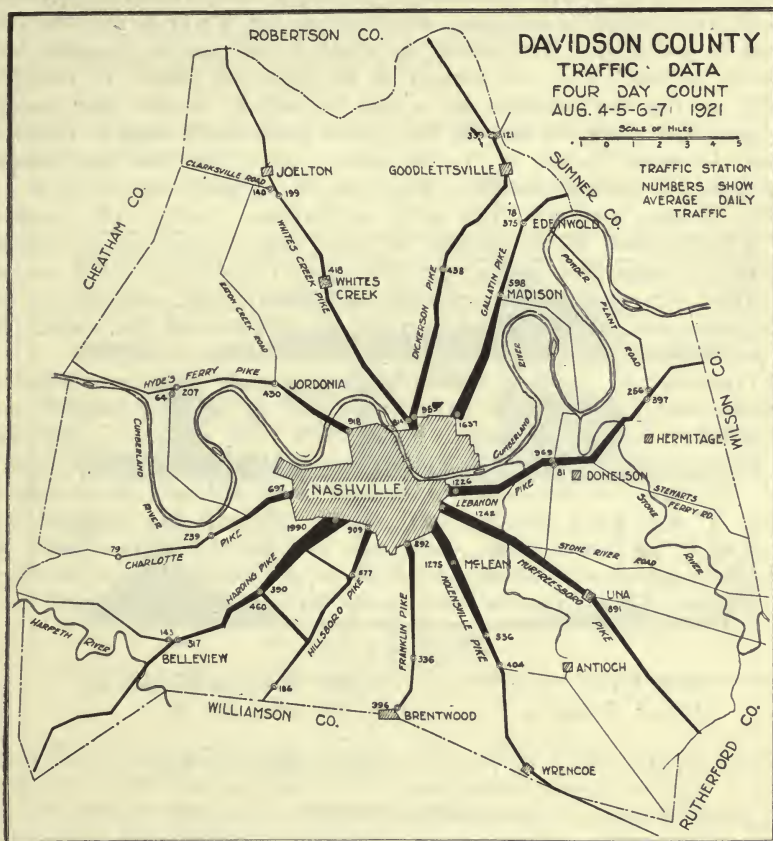 ROBERTSON CO.
DAVIDSON COUNTY
TRAFFIC DATA
FOUR DAY COUNT
AUG. 4-5-6-7 1921
SCALE OF MILES
1 0 1 2 3 4 5
TRAFFIC STATION
NUMBERS SHOW
AVERAGE DAILY
TRAFFIC
121
JOELTON
GOODLETTSVILLE
SUMNER CO.
CLARKSVILLE ROAD
140
199
CHEATHAM CO.
78
375
EDENWOLD
WHITES CREEK PIKE
418
WHITES
CREEK
438
DICKERSON PIKE
GALLATIN PIKE
598
MADISON
POWDER PLANT ROAD
EATON CREEK ROAD
RIVER
CUMBERLAND
HYDE'S FERRY PIKE
64
207
430
JORDONIA
918
1637
266
397
WILSON CO.
HERMITAGE
CUMBERLAND
RIVER
969
81
DONELSON
697
NASHVILLE
1226
LEBANON PIKE
1248
STEWARTS
FERRY RD.
STONE RIVER
1990
909
892
239
79
CHARLOTTE PIKE
STONE RIVER ROAD
1275
MCLEAN
MURFREESBORO PIKE
UNA
891
HARDING PIKE
390
460
877
HILLSBORO PIKE
FRANKLIN PIKE
NOLENSVILLE PIKE
HARPETH
RIVER
143
317
BELLEVIEW
336
536
404
ANTIOCH
186
WILLIAMSON CO.
396
BRENTWOOD
WRENCOE
RUTHERFORD CO.